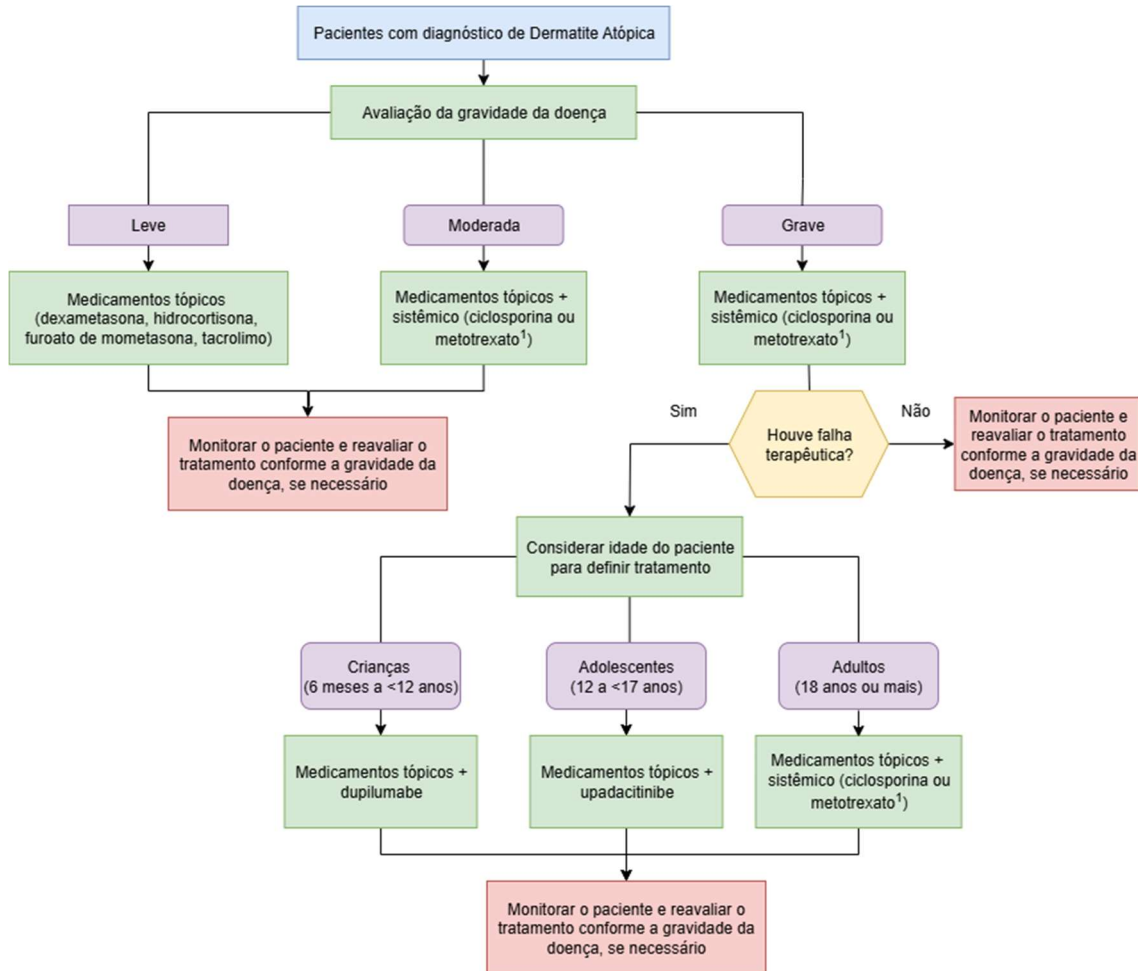 Pacientes com diagnóstico de Dermatite Atópica
Avaliação da gravidade da doença
Leve
Moderada
Grave
Medicamentos tópicos
(dexametasona, hidrocortisona,
furoato de mometasona, tacrolimo)
Medicamentos tópicos +
sistêmico (ciclosporina ou
metotrexato¹)
Medicamentos tópicos +
sistêmico (ciclosporina ou
metotrexato¹)
Monitorar o paciente e reavaliar o
tratamento conforme a gravidade da
doença, se necessário
Sim
Houve falha
terapêutica?
Não
Monitorar o paciente e
reavaliar o tratamento
conforme a gravidade da
doença, se necessário
Considerar idade do paciente
para definir tratamento
Crianças
(6 meses a <12 anos)
Adolescentes
(12 a <17 anos)
Adultos
(18 anos ou mais)
Medicamentos tópicos +
dupilumabe
Medicamentos tópicos +
upadacitinibe
Medicamentos tópicos +
sistêmico (ciclosporina ou
metotrexato¹)
Monitorar o paciente e reavaliar o
tratamento conforme a gravidade da
doença, se necessário